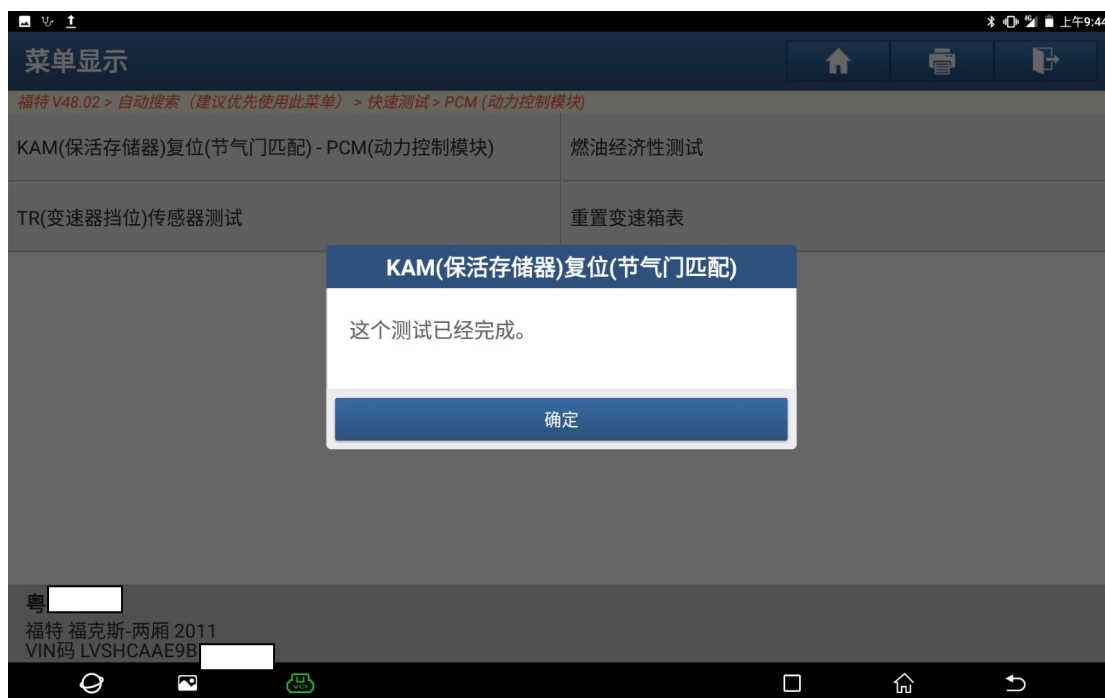 上午9:44
菜单显示
福特 V48.02 > 自动搜索（建议优先使用此菜单）> 快速测试 > PCM (动力控制模块)
KAM(保活存储器)复位(节气门匹配) - PCM(动力控制模块)
燃油经济性测试
TR(变速器挡位)传感器测试
重置变速箱表
KAM(保活存储器)复位(节气门匹配)
这个测试已经完成。
确定
粤
福特 福克斯-两厢 2011
VIN码 LVSHCAAE9B
VCI